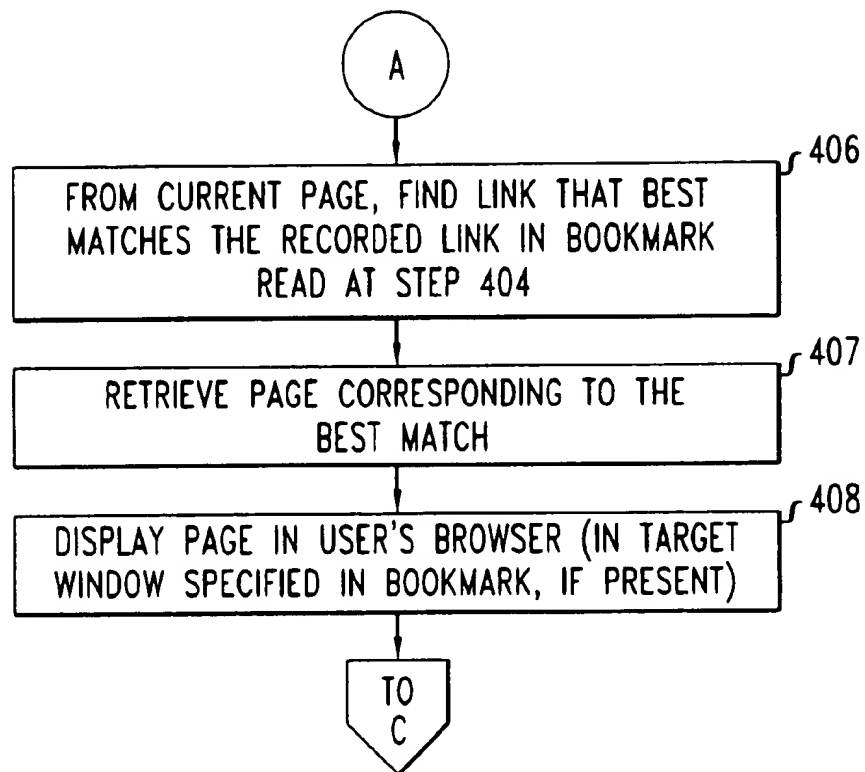 A
406
FROM CURRENT PAGE, FIND LINK THAT BEST
MATCHES THE RECORDED LINK IN BOOKMARK
READ AT STEP 404
407
RETRIEVE PAGE CORRESPONDING TO THE
BEST MATCH
408
DISPLAY PAGE IN USER'S BROWSER (IN TARGET
WINDOW SPECIFIED IN BOOKMARK, IF PRESENT)
TO
C